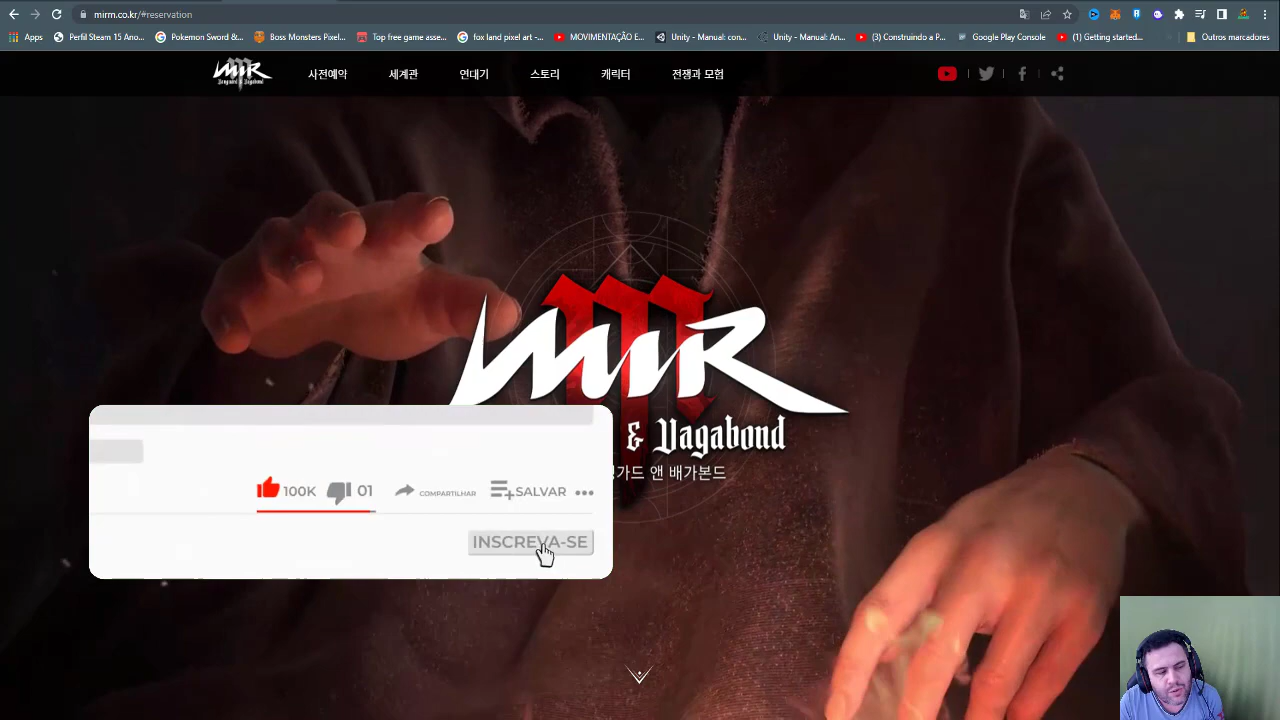 mirm.co.kr/#reservation
Apps
Perfil Steam 15 Ano...
Pokemon Sword &...
Boss Monsters Pixel...
Top free game asse...
fox land pixel art -...
MOVIMENTAÇÃO E...
Unity - Manual: con...
Unity - Manual: An...
(3) Construindo a P...
Google Play Console
(1) Getting started...
Outros marcadores
MIR
Vanguard & Vagabond
사전예약
세계관
연대기
스토리
캐릭터
전쟁과 모험
M
MIR
& Vagabond
가드 앤 배가본드
100K
01
COMPARTILHAR
SALVAR
INSCREVA-SE